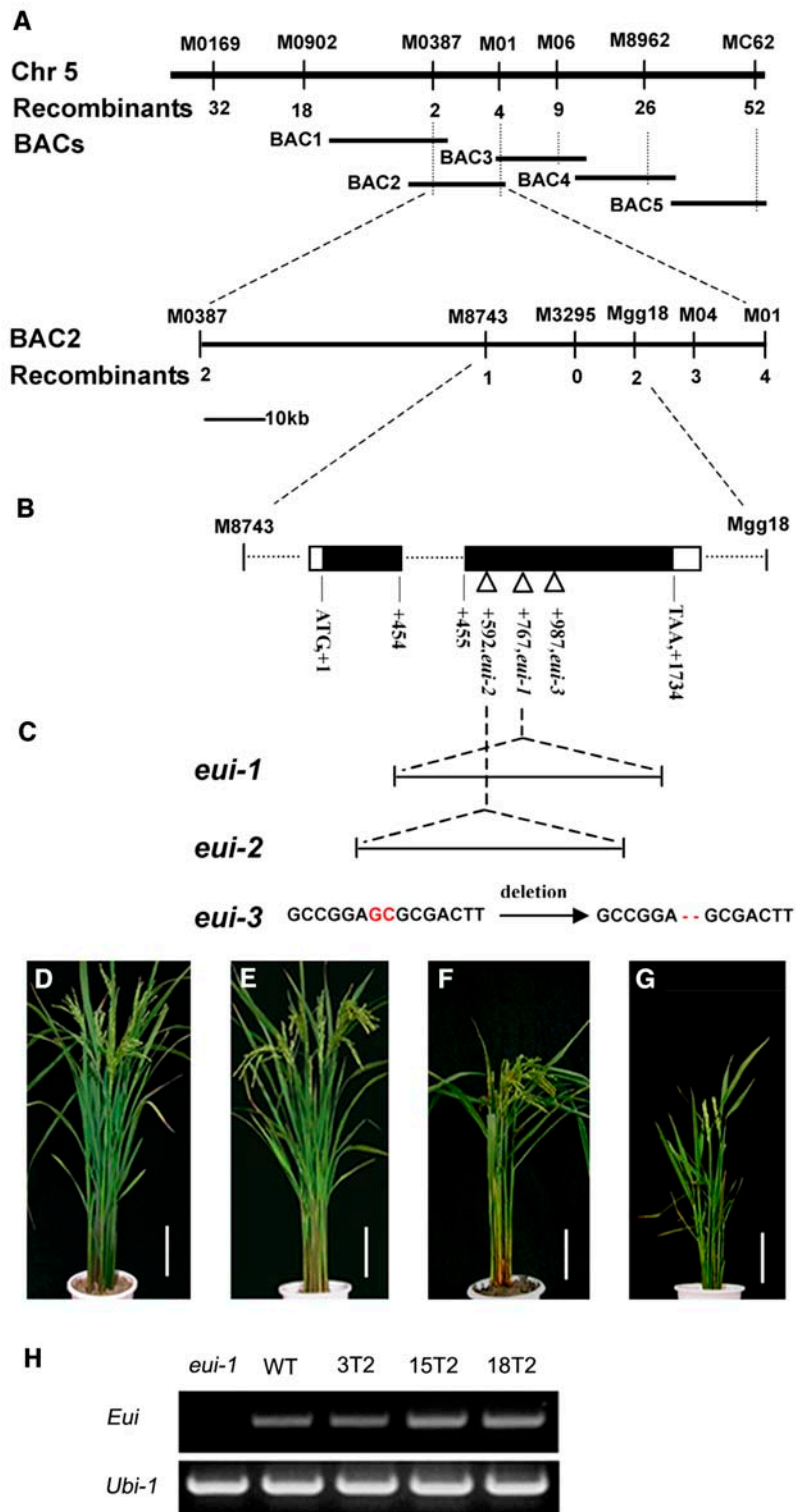 A
M0169 M0902 M0387 M01 M06 M8962 MC62
Chr 5
Recombinants 32 18 2 4 9 26 52
BACs
BAC1
BAC3
BAC2
BAC4
BAC5
M0387 M8743 M3295 Mgg18 M04 M01
BAC2
Recombinants 2 1 0 2 3 4
10kb
B
M8743 Mgg18
ATG,+1
+454
+455
+592,eui-2
+767,eui-1
+987,eui-3
TAA,+1734
C
eui-1
eui-2
deletion
eui-3 GCCGGAGCGCGACTT GCCGGA--GCGACTT
D E F G
H
eui-1 WT 3T2 15T2 18T2
Eui
Ubi-1